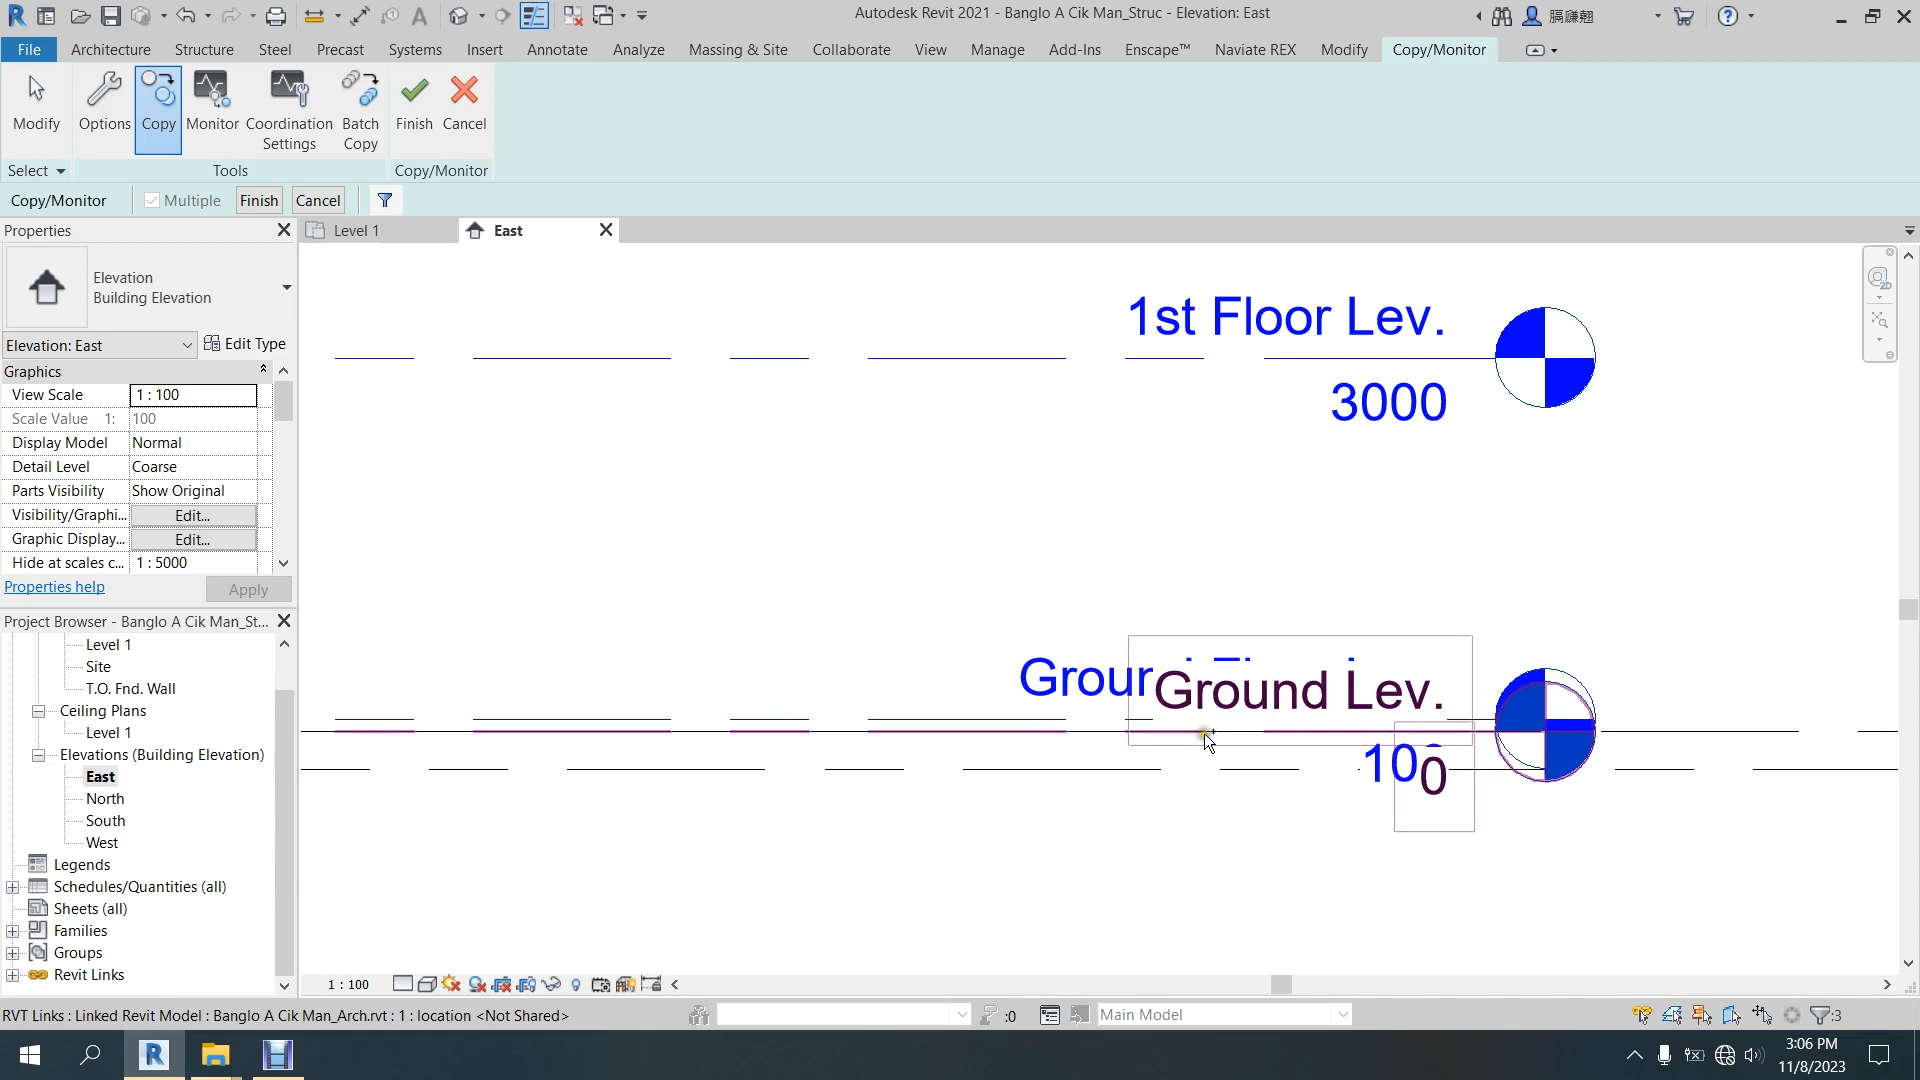 Autodesk Revit 2021 - Banglo A Cik Man_Struc - Elevation: East
File Architecture Structure Steel Precast Systems Insert Annotate Analyze Massing & Site Collaborate View Manage Add-Ins Enscape™ Naviate REX Modify Copy/Monitor
Modify Options Copy Monitor Coordination Settings Batch Copy Finish Cancel
Select Tools Copy/Monitor
Copy/Monitor Multiple Finish Cancel
Properties
Level 1
East
Elevation
Building Elevation
Elevation: East
Edit Type
Graphics
View Scale 1 : 100
Scale Value 1: 100
Display Model Normal
Detail Level Coarse
Parts Visibility Show Original
Visibility/Graphi... Edit...
Graphic Display... Edit...
Hide at scales c... 1 : 5000
Properties help
Apply
Project Browser - Banglo A Cik Man_St...
Level 1
Site
T.O. Fnd. Wall
Ceiling Plans
Level 1
Elevations (Building Elevation)
East
North
South
West
Legends
Schedules/Quantities (all)
Sheets (all)
Families
Groups
Revit Links
1st Floor Lev.
3000
Grour
Ground Lev.
10
0
1 : 100
RVT Links : Linked Revit Model : Banglo A Cik Man_Arch.rvt : 1 : location <Not Shared>
:0
Main Model
:3
3:06 PM
11/8/2023